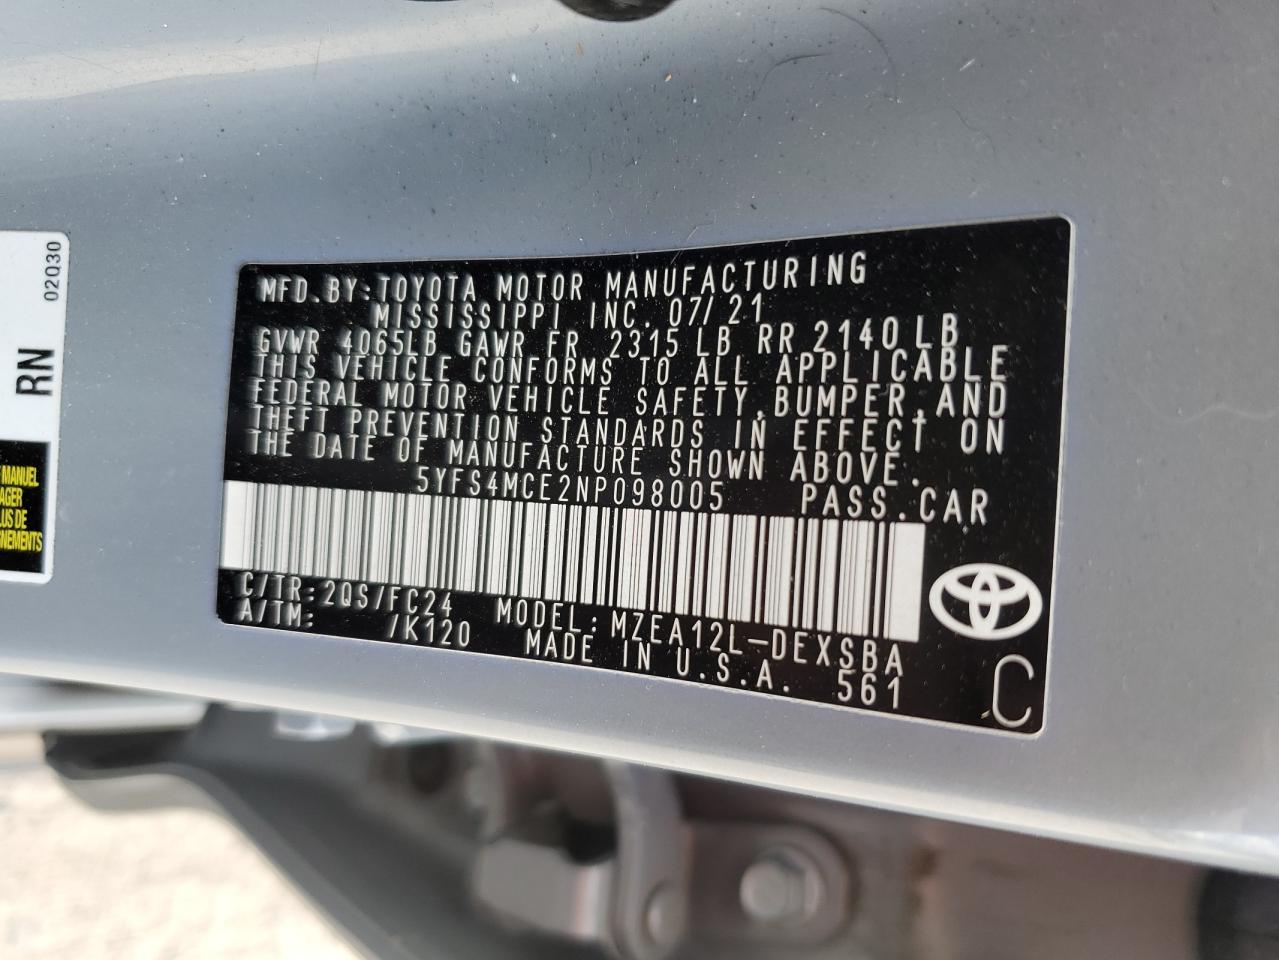 MFD.BY:TOYOTA MOTOR MANUFACTURING
MISSISSIPPI INC. 07/21
GVWR 4065LB GAWR FR 2315 LB RR 2140 LB
THIS VEHICLE CONFORMS TO ALL APPLICABLE
FEDERAL MOTOR VEHICLE SAFETY,BUMPER,AND
THEFT PREVENTION STANDARDS IN EFFECT ON
THE DATE OF MANUFACTURE SHOWN ABOVE.
5YFS4MCE2NP098005 PASS.CAR
C/TR:2QS/FC24 MODEL:MZEA12L-DEXSBA
A/TM: /K120 MADE IN U.S.A. 561
C
02Q30
RN
MANUEL
LUS DE